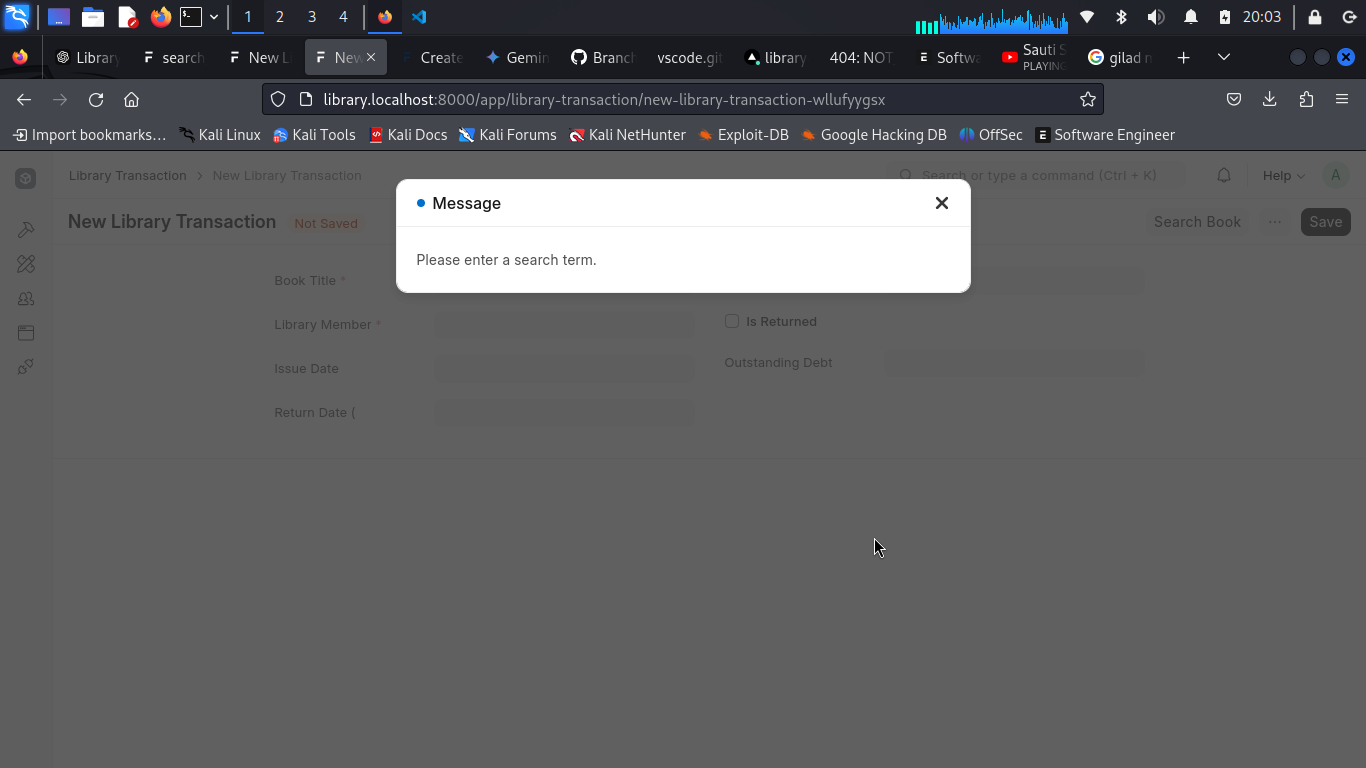 1 2 3 4 20:03
Library search New Li New Create Gemin Branch vscode.git library 404: NOT Softwa Sauti S PLAYING gilad n
library.localhost:8000/app/library-transaction/new-library-transaction-wllufyygsx
Import bookmarks… Kali Linux Kali Tools Kali Docs Kali Forums Kali NetHunter Exploit-DB Google Hacking DB OffSec Software Engineer
Library Transaction New Library Transaction Search or type a command (Ctrl + K) Help A
Message
New Library Transaction Not Saved Search Book ··· Save
Please enter a search term.
Book Title *
Library Member * Is Returned
Issue Date Outstanding Debt
Return Date (